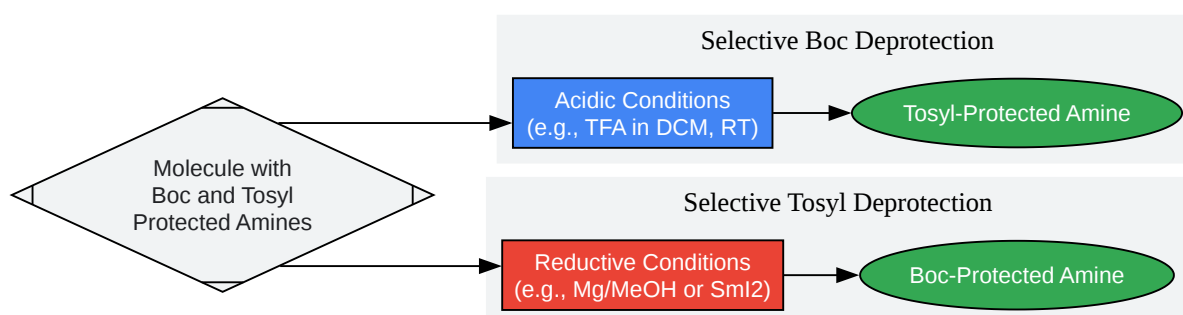 Selective Boc Deprotection
Acidic Conditions
(e.g., TFA in DCM, RT)
Tosyl-Protected Amine
Molecule with
Boc and Tosyl
Protected Amines
Selective Tosyl Deprotection
Reductive Conditions
(e.g., Mg/MeOH or SmI2)
Boc-Protected Amine